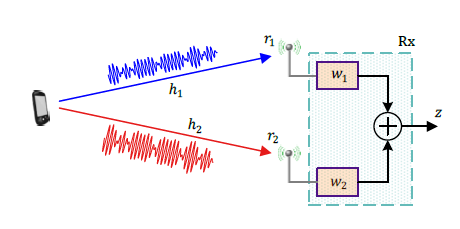 r₁
Rx
w₁
h₁
z
h₂
r₂
w₂